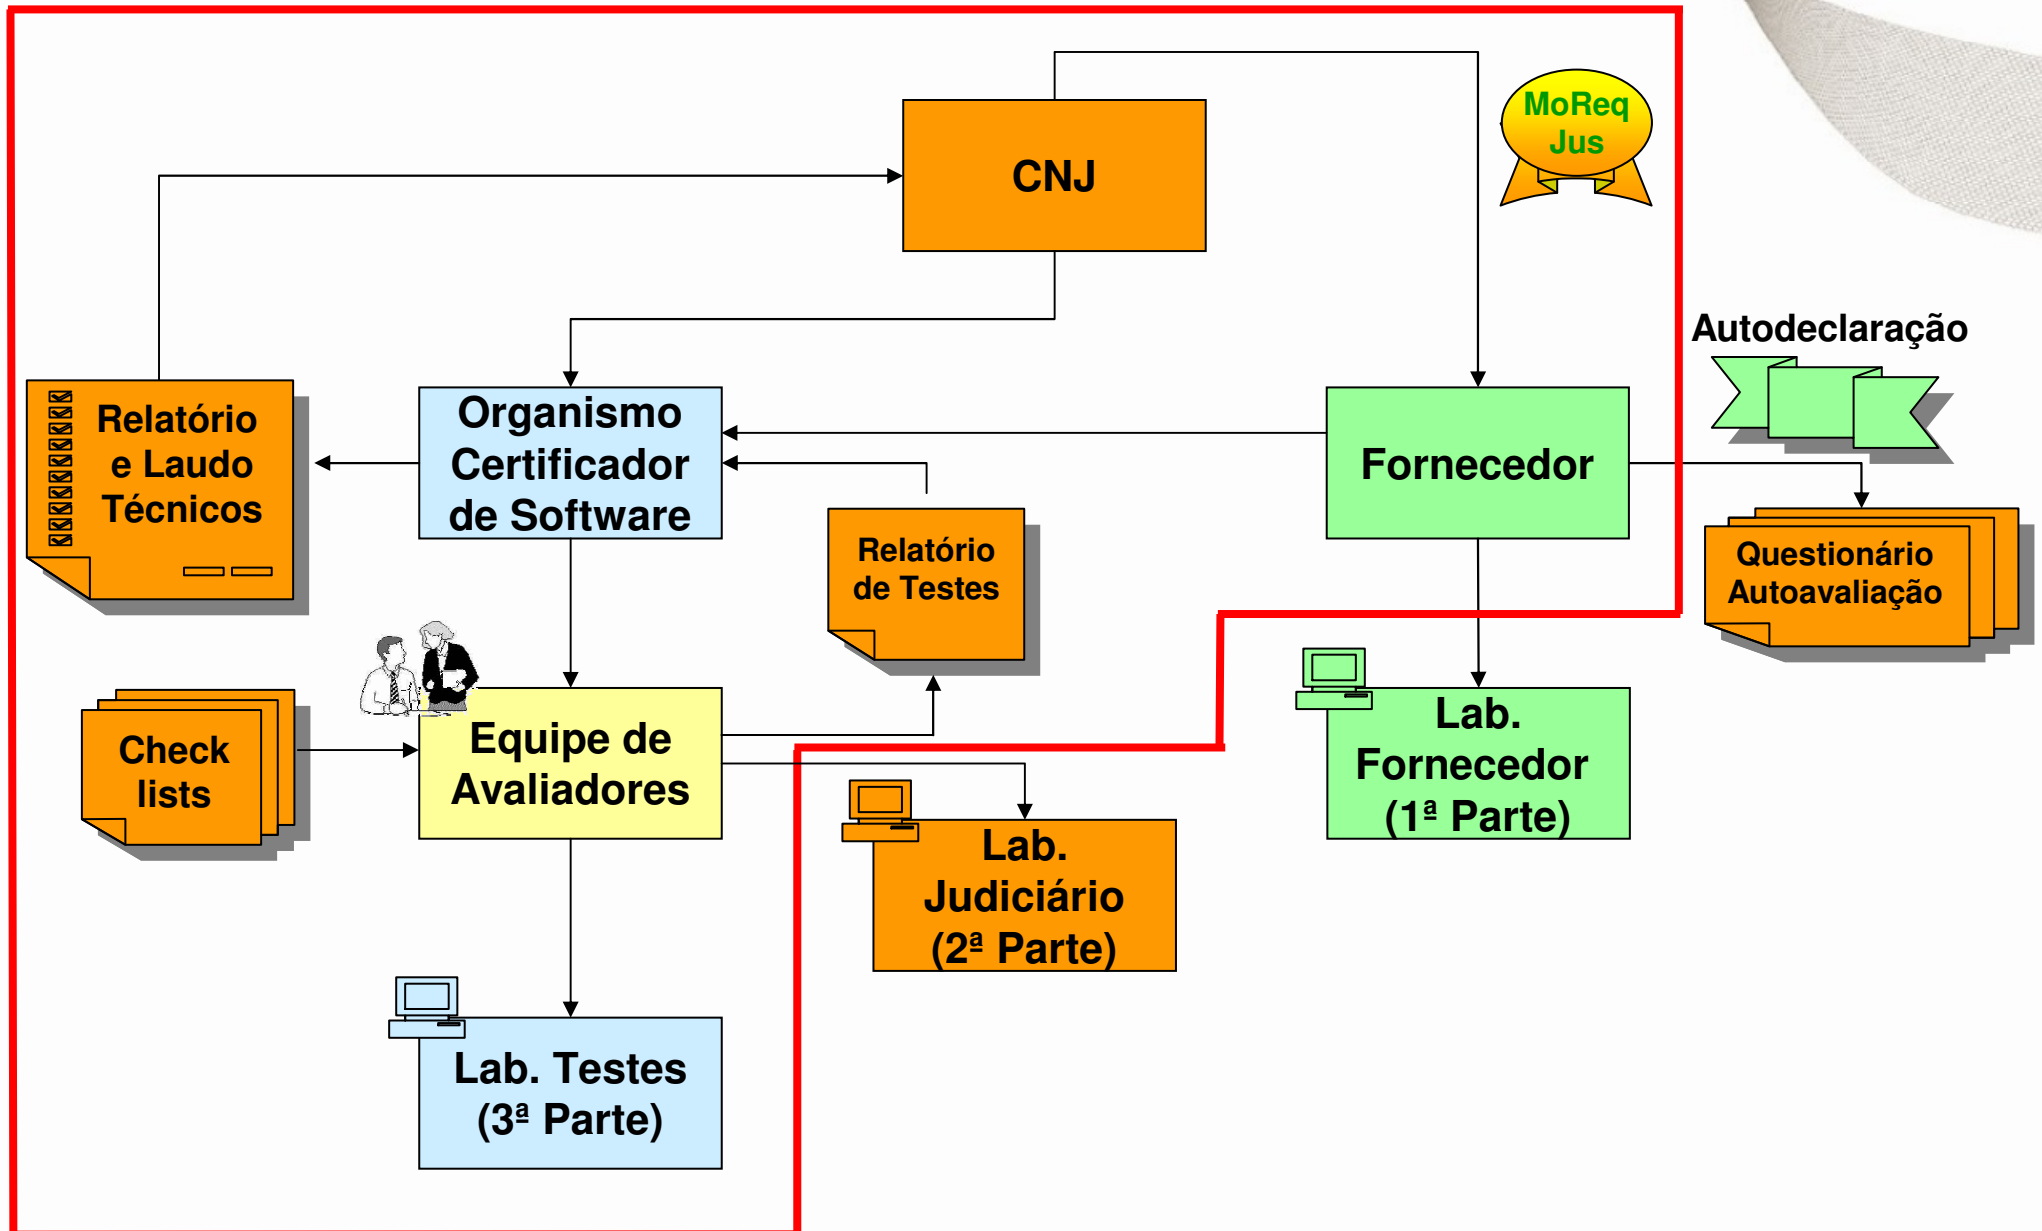 MoReq
Jus
CNJ
Autodeclaração
Relatório
e Laudo
Técnicos
Organismo
Certificador
de Software
Fornecedor
Relatório
de Testes
Questionário
Autoavaliação
Check
lists
Equipe de
Avaliadores
Lab.
Fornecedor
(1ª Parte)
Lab.
Judiciário
(2ª Parte)
Lab. Testes
(3ª Parte)